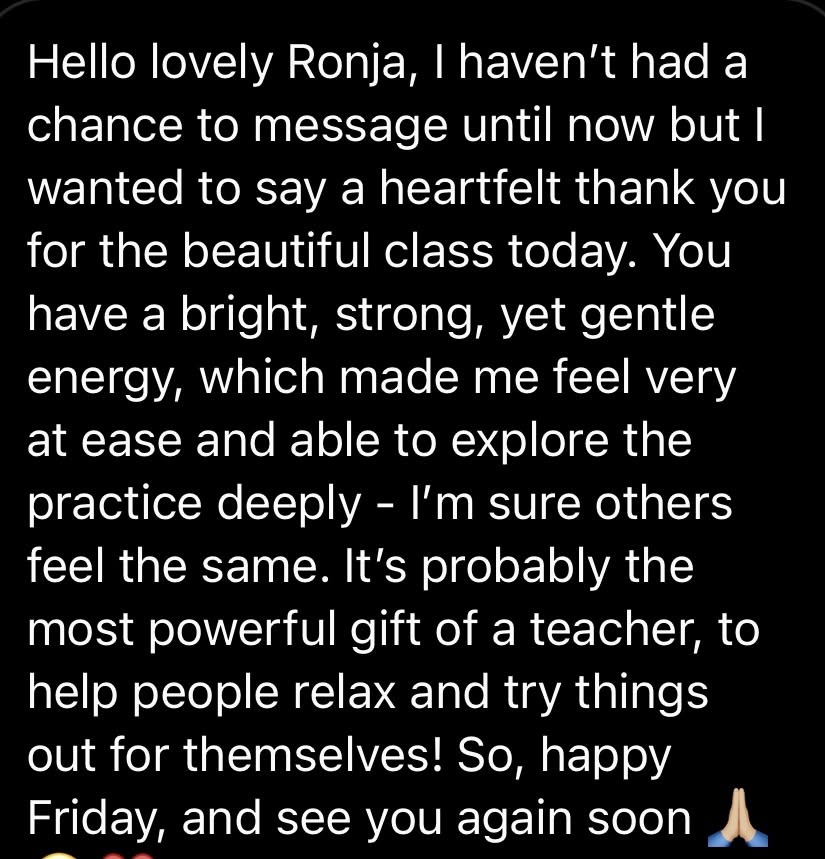 Hello lovely Ronja, I haven’t had a
chance to message until now but I
wanted to say a heartfelt thank you
for the beautiful class today. You
have a bright, strong, yet gentle
energy, which made me feel very
at ease and able to explore the
practice deeply - I’m sure others
feel the same. It’s probably the
most powerful gift of a teacher, to
help people relax and try things
out for themselves! So, happy
Friday, and see you again soon 🙏🏼